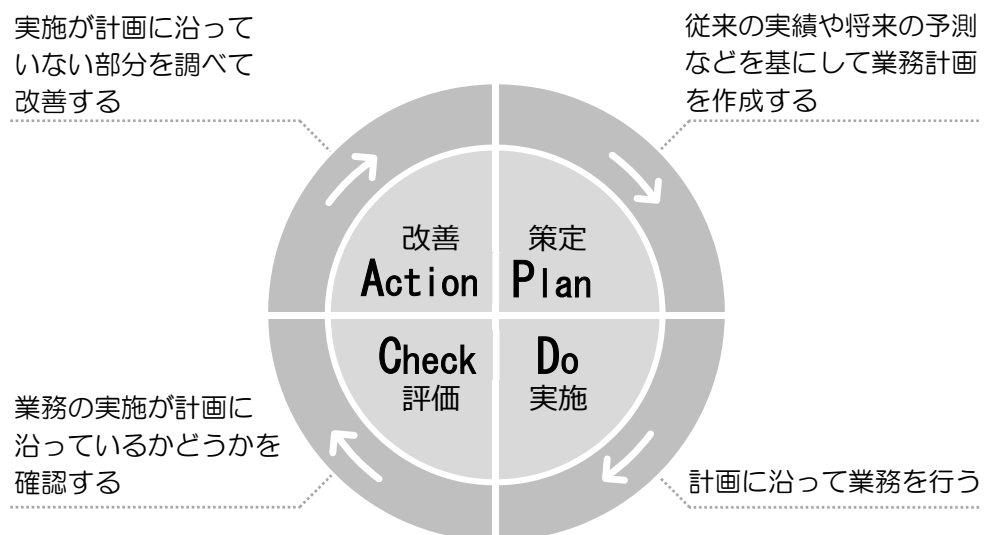 実施が計画に沿って
いない部分を調べて
改善する
従来の実績や将来の予測
などを基にして業務計画
を作成する
改善
Action
策定
Plan
Check
評価
Do
実施
業務の実施が計画に
沿っているかどうかを
確認する
計画に沿って業務を行う